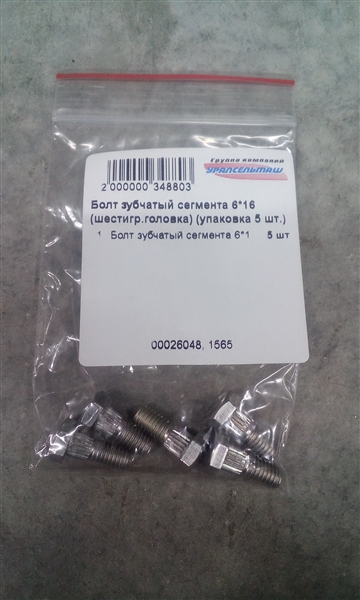 Группа компаний
УРАЛСЕЛЬМАШ
2 000000 348803
Болт зубчатый сегмента 6*16
(шестигр.головка) (упаковка 5 шт.)
1 Болт зубчатый сегмента 6*1 5 шт
00026048, 1565